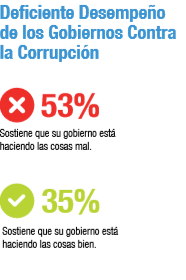 Deficiente Desempeño
de los Gobiernos Contra
la Corrupción
53%
Sostiene que su gobierno está
haciendo las cosas mal.
35%
Sostiene que su gobierno está
haciendo las cosas bien.